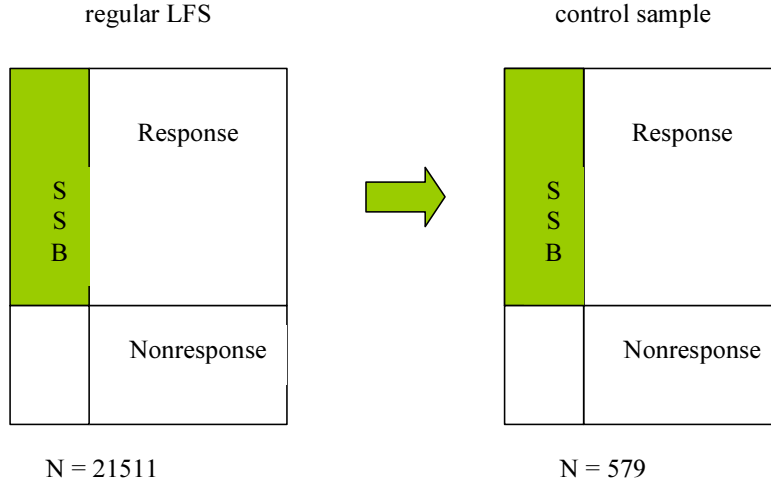 regular LFS
control sample
Response
Response
S
S
B
S
S
B
Nonresponse
Nonresponse
N = 21511
N = 579